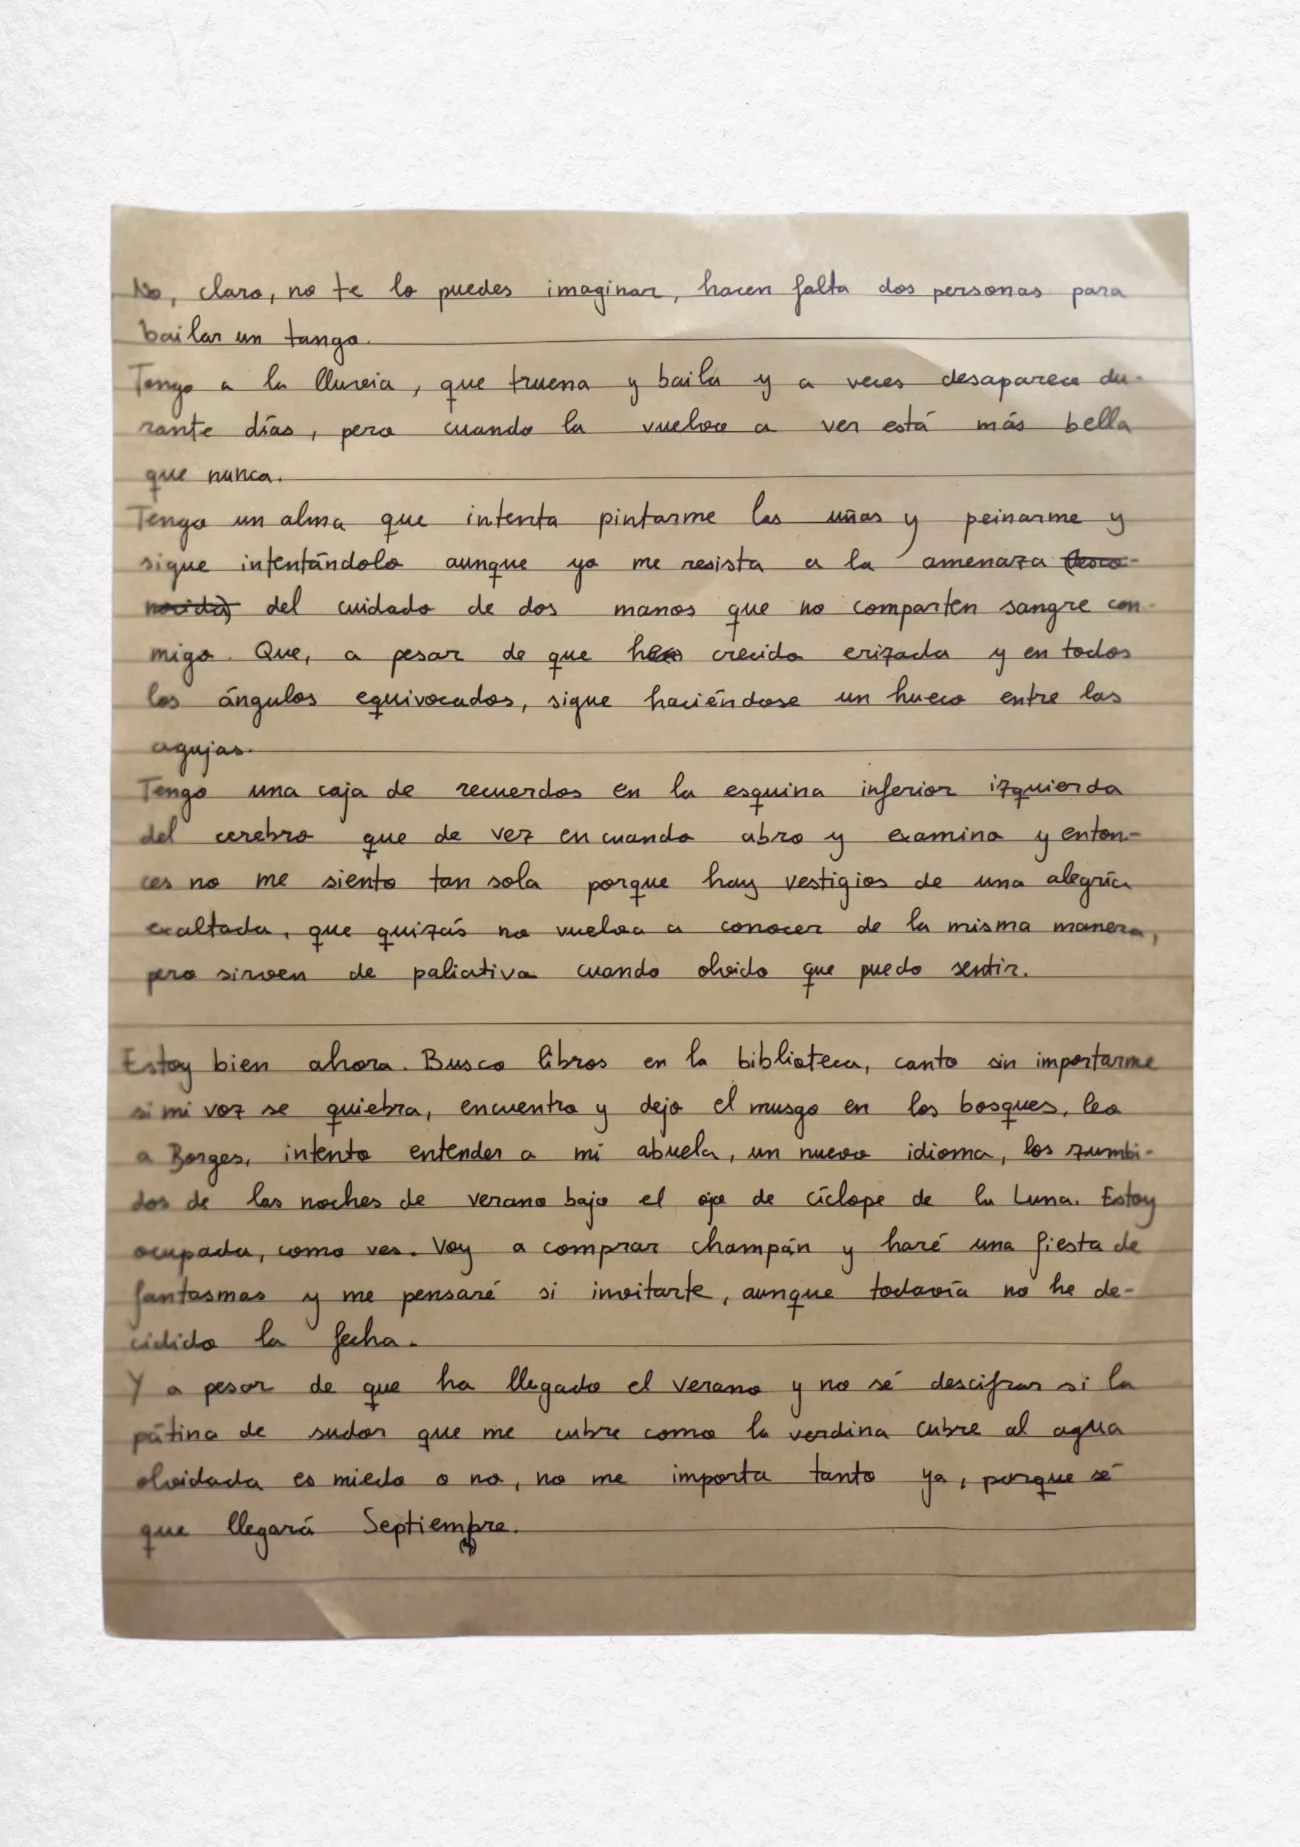 No, claro, no te lo puedes imaginar, hacen falta dos personas para
bailar un tango.
Tengo a la lluvia, que truena y baila y a veces desaparece du-
rante días, pero cuando la vuelvo a ver está más bella
que nunca.
Tengo un alma que intenta pintarme las uñas y peinarme y
sigue intentándolo aunque yo me resista a la amenaza (desco-
nocida) del cuidado de dos manos que no comparten sangre con-
migo. Que, a pesar de que he crecido erizada y en todos
los ángulos equivocados, sigue haciéndose un hueco entre las
agujas.
Tengo una caja de recuerdos en la esquina inferior izquierda
del cerebro que de vez en cuando abro y examino y enton-
ces no me siento tan sola porque hay vestigios de una alegría
exaltada, que quizás no vuelva a conocer de la misma manera,
pero sirven de paliativa cuando olvido que puedo sentir.
Estoy bien ahora. Busco libros en la biblioteca, canto sin importarme
si mi voz se quiebra, encuentro y dejo el musgo en los bosques, leo
a Borges, intento entender a mi abuela, un nuevo idioma, los zumbi-
dos de las noches de verano bajo el ojo de cíclope de la Luna. Estoy
ocupada, como ves. Voy a comprar champán y haré una fiesta de
fantasmas y me pensaré si invitarte, aunque todavía no he de-
cidido la fecha.
Y a pesar de que ha llegado el verano y no sé descifrar si la
pátina de sudor que me cubre como la verdina cubre al agua
olvidada es miedo o no, no me importa tanto ya, porque sé
que llegará Septiempre.